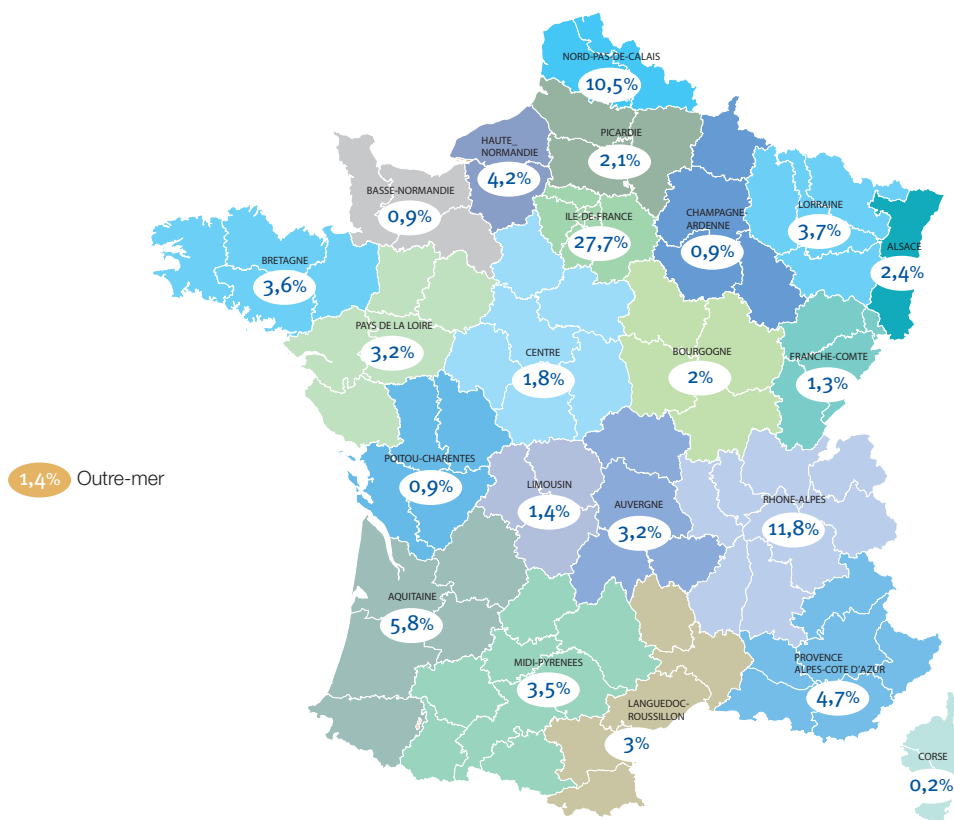 NORD-PAS-DE-CALAIS
10,5%
PICARDIE
2,1%
HAUTE_
NORMANDIE
4,2%
BASSE-NORMANDIE
0,9%
ILE-DE-FRANCE
27,7%
CHAMPAGNE-
ARDENNE
0,9%
LORRAINE
3,7%
ALSACE
2,4%
BRETAGNE
3,6%
PAYS DE LA LOIRE
3,2%
CENTRE
1,8%
BOURGOGNE
2%
FRANCHE-COMTE
1,3%
POITOU-CHARENTES
0,9%
1,4% Outre-mer
LIMOUSIN
1,4%
AUVERGNE
3,2%
RHONE-ALPES
11,8%
AQUITAINE
5,8%
MIDI-PYRENEES
3,5%
PROVENCE
ALPES-COTE D'AZUR
4,7%
LANGUEDOC-
ROUSSILLON
3%
CORSE
0,2%